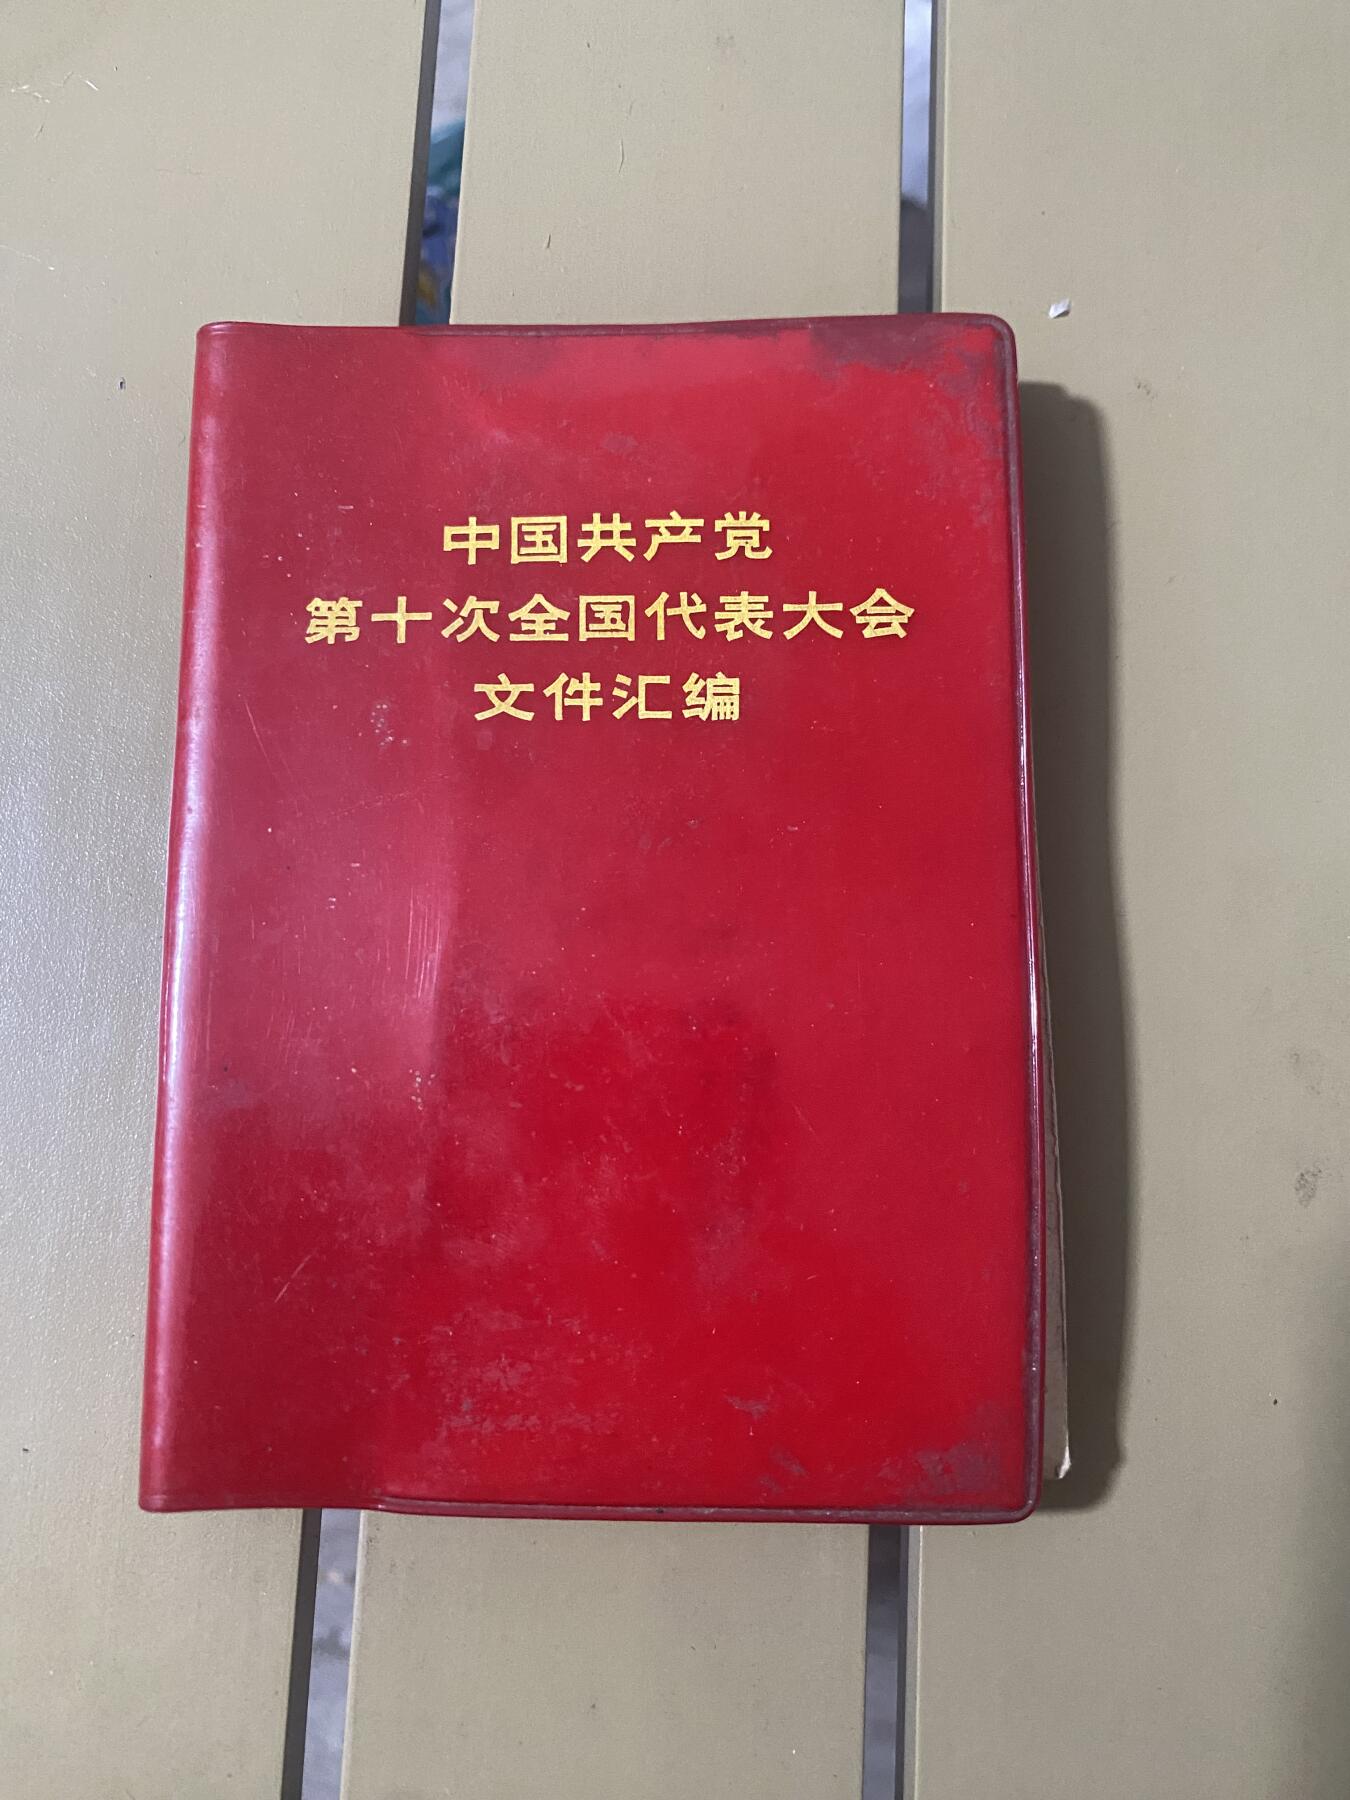 中国共产党
第十次全国代表大会
文件汇编